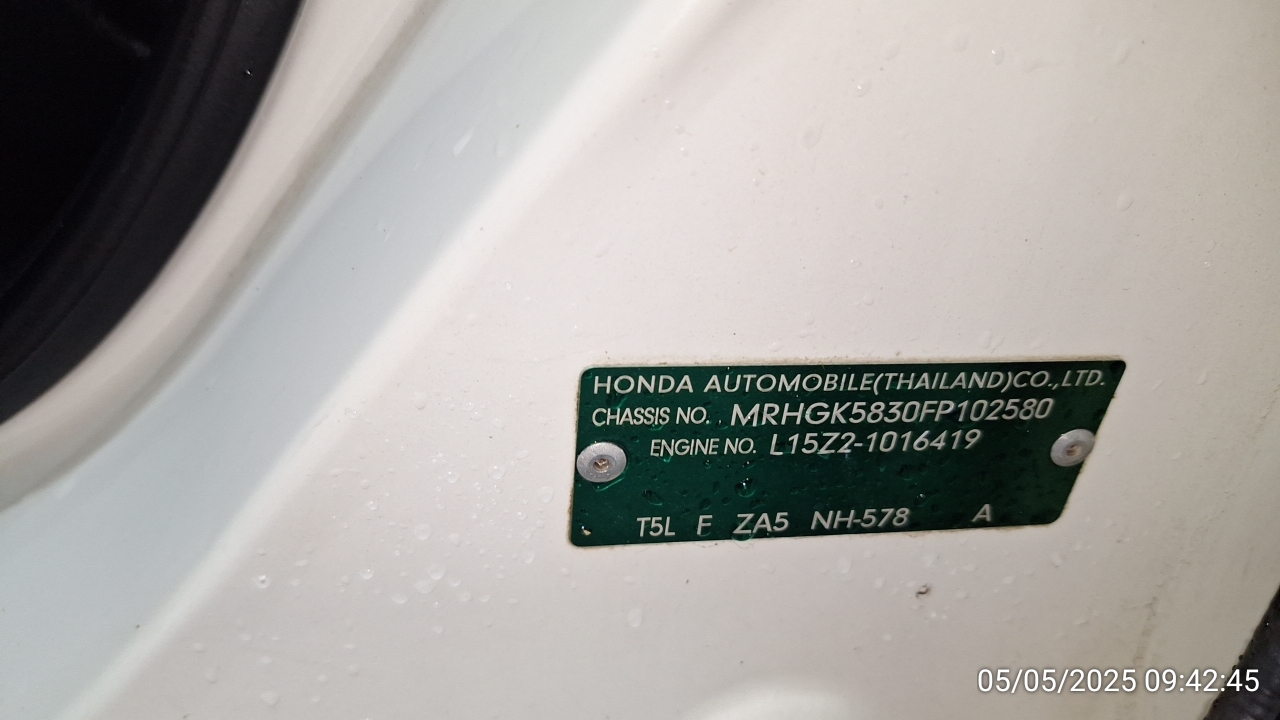 HONDA AUTOMOBILE(THAILAND)CO.,LTD.
CHASSIS NO. MRHGK5830FP102580
ENGINE NO. L15Z2-1016419
T5L F ZA5 NH-578 A
05/05/2025 09:42:45